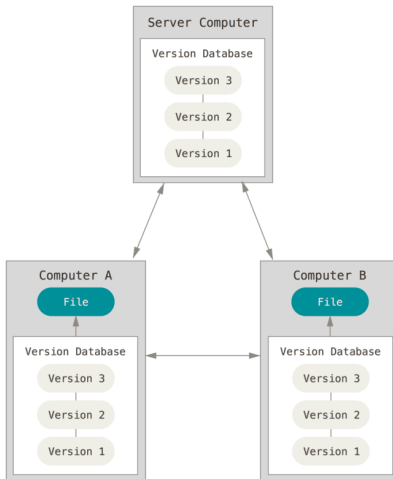 Server Computer
Version Database
Version 3
Version 2
Version 1
Computer A
File
Version Database
Version 3
Version 2
Version 1
Computer B
File
Version Database
Version 3
Version 2
Version 1